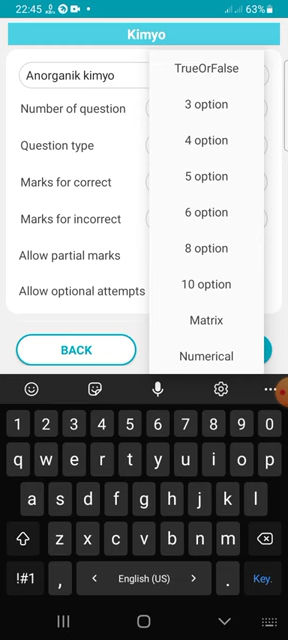 22:45
63%
Kimyo
Anorganik kimyo
TrueOrFalse
Number of question
3 option
Question type
4 option
Marks for correct
5 option
Marks for incorrect
6 option
Allow partial marks
8 option
Allow optional attempts
10 option
Matrix
BACK
Numerical
1 2 3 4 5 6 7 8 9 0
q w e r t y u i o p
a s d f g h j k l
z x c v b n m
!#1 , < English (US) > . Key.